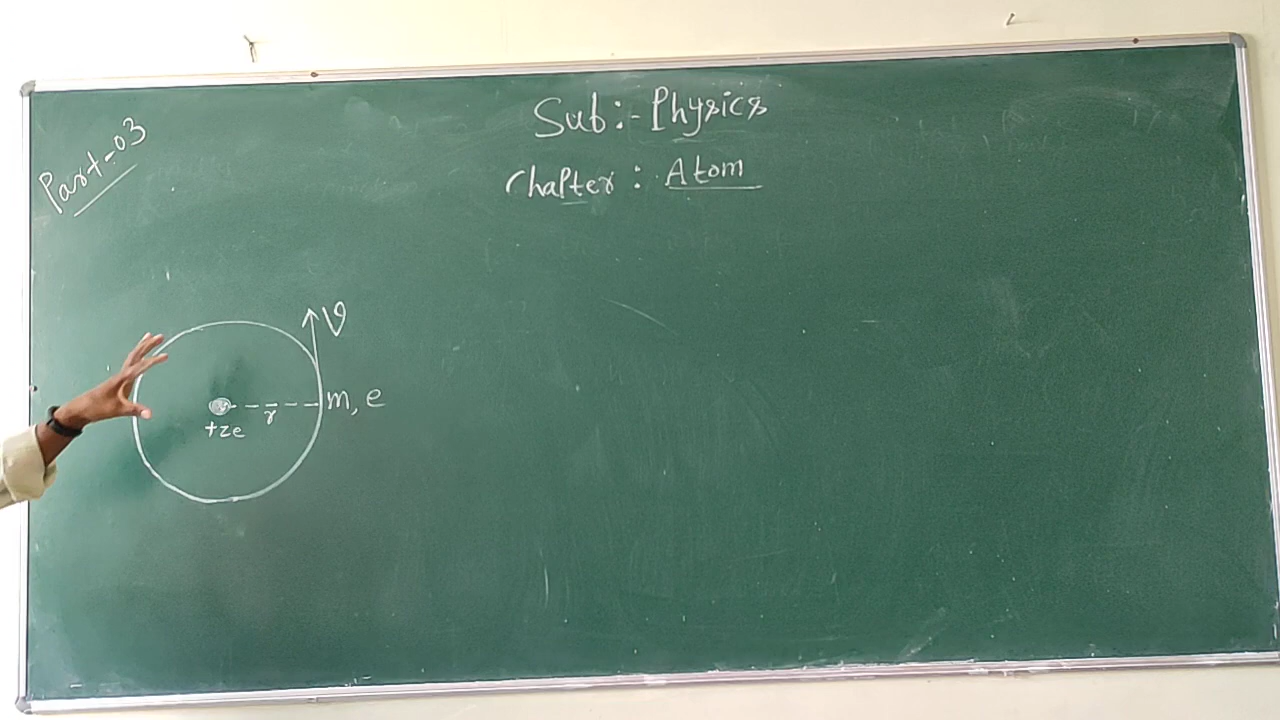 Part-03
Sub:- Physics
Chapter : Atom
V
m, e
r
+ze